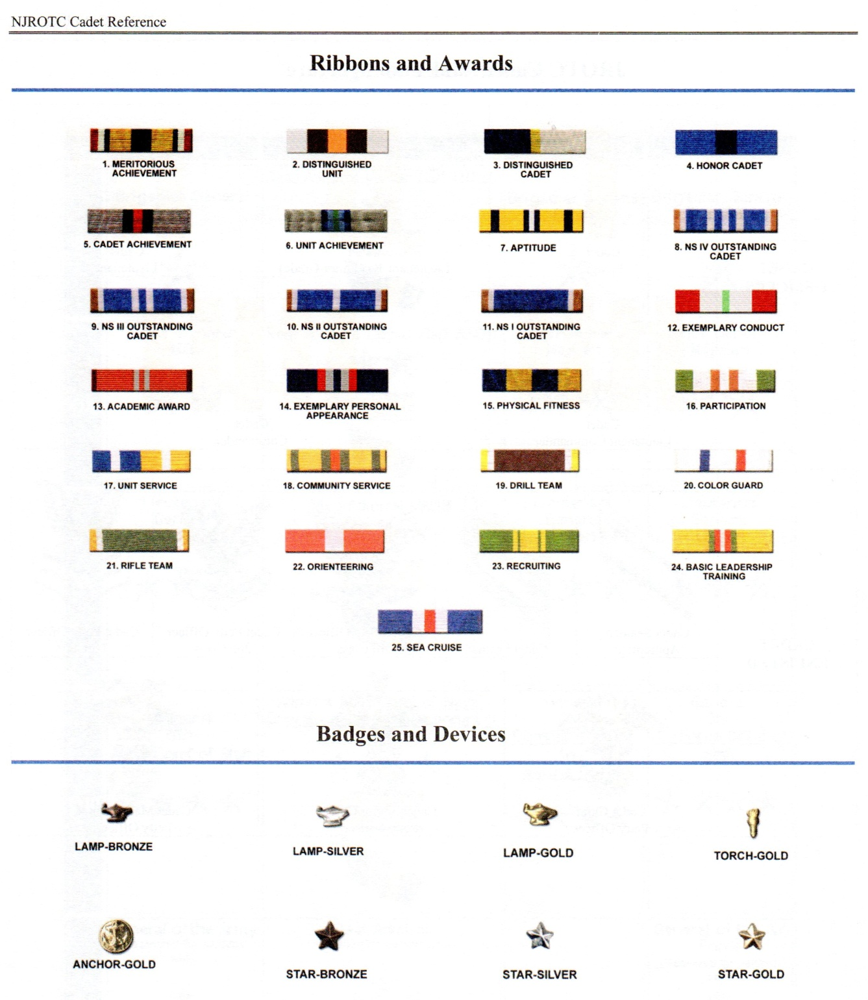 NJROTC Cadet Reference
Ribbons and Awards
1. MERITORIOUS
ACHIEVEMENT
2. DISTINGUISHED
UNIT
3. DISTINGUISHED
CADET
4. HONOR CADET
5. CADET ACHIEVEMENT
6. UNIT ACHIEVEMENT
7. APTITUDE
8. NS IV OUTSTANDING
CADET
9. NS III OUTSTANDING
CADET
10. NS II OUTSTANDING
CADET
11. NS I OUTSTANDING
CADET
12. EXEMPLARY CONDUCT
13. ACADEMIC AWARD
14. EXEMPLARY PERSONAL
APPEARANCE
15. PHYSICAL FITNESS
16. PARTICIPATION
17. UNIT SERVICE
18. COMMUNITY SERVICE
19. DRILL TEAM
20. COLOR GUARD
21. RIFLE TEAM
22. ORIENTEERING
23. RECRUITING
24. BASIC LEADERSHIP
TRAINING
25. SEA CRUISE
Badges and Devices
LAMP-BRONZE
LAMP-SILVER
LAMP-GOLD
TORCH-GOLD
ANCHOR-GOLD
STAR-BRONZE
STAR-SILVER
STAR-GOLD